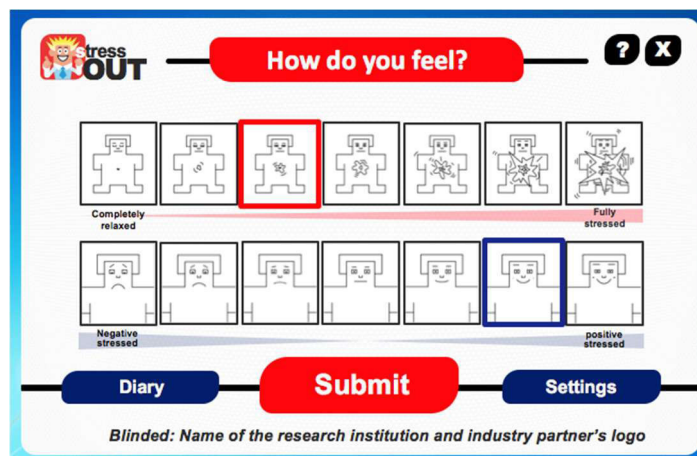 stress
OUT
How do you feel?
? X
Completely
relaxed
Fully
stressed
Negative
stressed
positive
stressed
Diary
Submit
Settings
Blinded: Name of the research institution and industry partner's logo